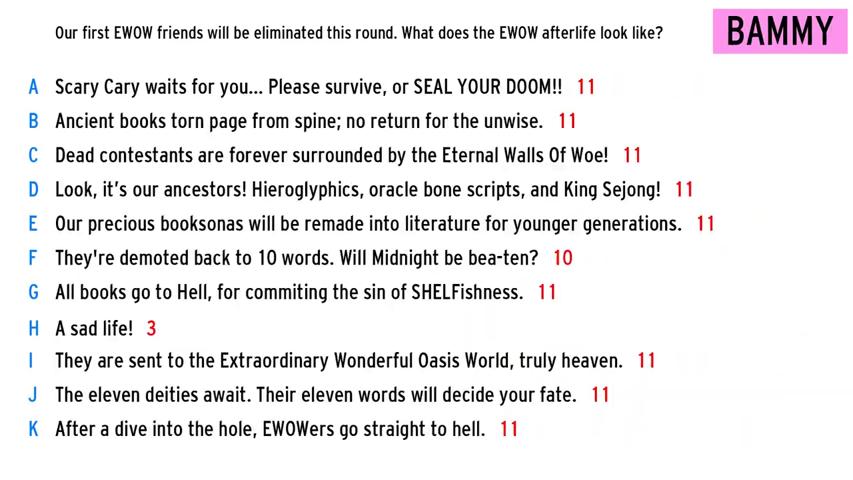 Our first EWOW friends will be eliminated this round. What does the EWOW afterlife look like?
BAMMY
A Scary Cary waits for you... Please survive, or SEAL YOUR DOOM!! 11
B Ancient books torn page from spine; no return for the unwise. 11
C Dead contestants are forever surrounded by the Eternal Walls Of Woe! 11
D Look, it's our ancestors! Hieroglyphics, oracle bone scripts, and King Sejong! 11
E Our precious booksonas will be remade into literature for younger generations. 11
F They're demoted back to 10 words. Will Midnight be bea-ten? 10
G All books go to Hell, for commiting the sin of SHELFishness. 11
H A sad life! 3
I They are sent to the Extraordinary Wonderful Oasis World, truly heaven. 11
J The eleven deities await. Their eleven words will decide your fate. 11
K After a dive into the hole, EWOWers go straight to hell. 11